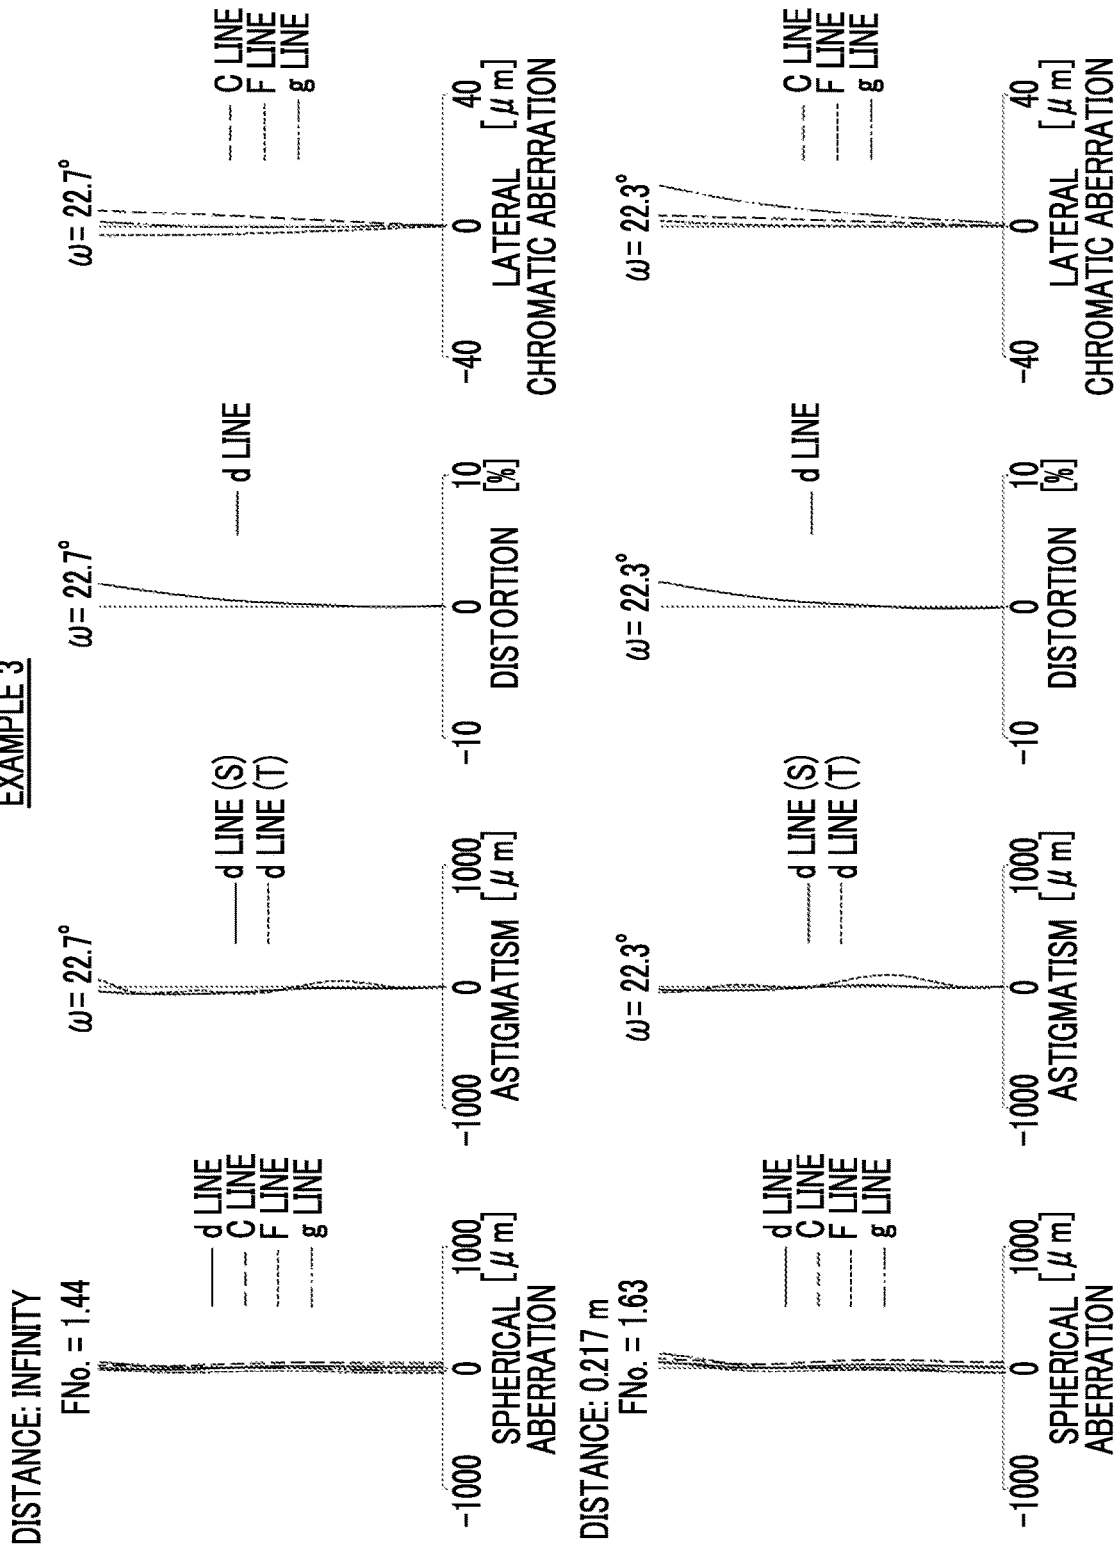 EXAMPLE 3
DISTANCE: INFINITY
FNo. = 1.44
d LINE
C LINE
F LINE
g LINE
-1000 0 1000
[μm]
SPHERICAL
ABERRATION
ω= 22.7°
d LINE (S)
d LINE (T)
-1000 0 1000
ASTIGMATISM [μm]
ω= 22.7°
d LINE
-10 0 10
DISTORTION [%]
ω= 22.7°
C LINE
F LINE
g LINE
-40 0 40
LATERAL [μm]
CHROMATIC ABERRATION
DISTANCE: 0.217 m
FNo. = 1.63
d LINE
C LINE
F LINE
g LINE
-1000 0 1000
SPHERICAL [μm]
ABERRATION
ω= 22.3°
d LINE (S)
d LINE (T)
-1000 0 1000
ASTIGMATISM [μm]
ω= 22.3°
d LINE
-10 0 10
DISTORTION [%]
ω= 22.3°
C LINE
F LINE
g LINE
-40 0 40
LATERAL [μm]
CHROMATIC ABERRATION